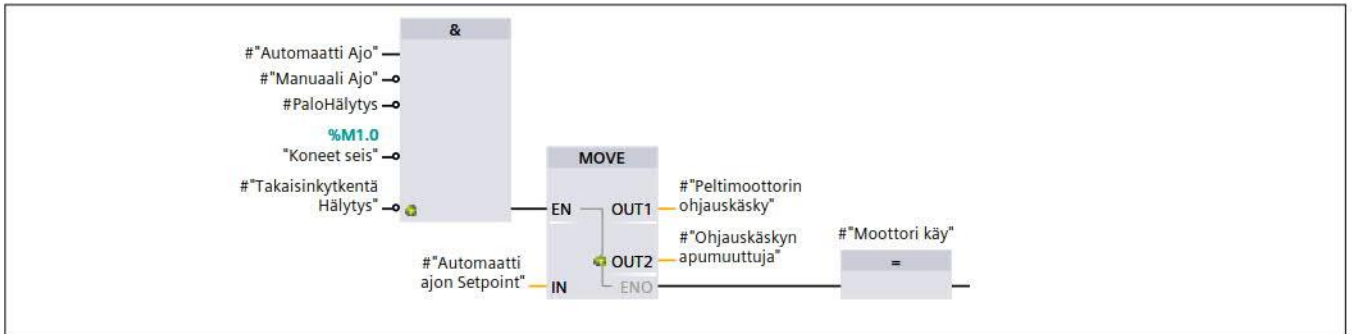 &
#"Automaatti Ajo"
#"Manuaali Ajo"
#PaloHälytys
%M1.0
"Koneet seis"
#"Takaisinkytkentä
Hälytys"
MOVE
EN
OUT1
#"Peltimoottorin
ohjauskäsky"
OUT2
#"Ohjauskäskyn
apumuuttuja"
#"Automaatti
ajon Setpoint"
IN
ENO
#"Moottori käy"
=